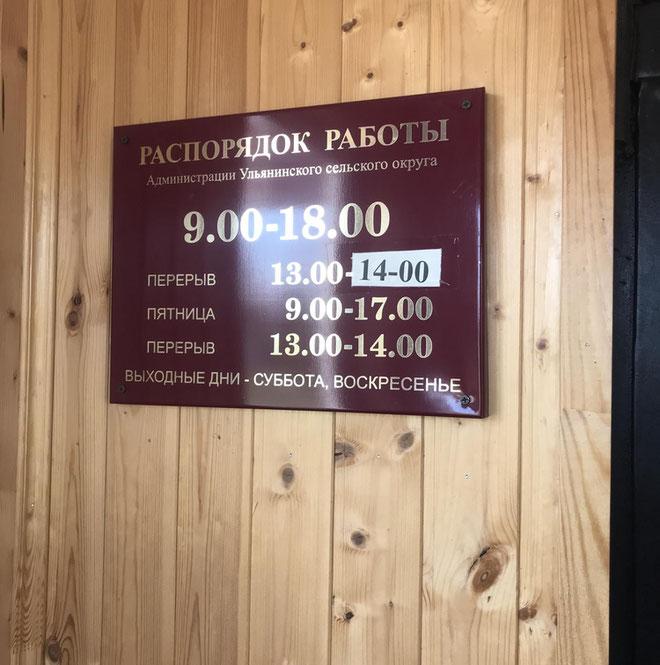 РАСПОРЯДОК РАБОТЫ
Администрации Ульянинского сельского округа
9.00-18.00
ПЕРЕРЫВ 13.00-14-00
ПЯТНИЦА 9.00-17.00
ПЕРЕРЫВ 13.00-14.00
ВЫХОДНЫЕ ДНИ - СУББОТА, ВОСКРЕСЕНЬЕ